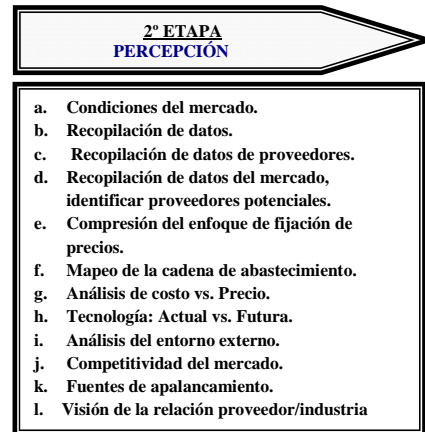 2º ETAPA
PERCEPCIÓN
a. Condiciones del mercado.
b. Recopilación de datos.
c. Recopilación de datos de proveedores.
d. Recopilación de datos del mercado,
identificar proveedores potenciales.
e. Compresión del enfoque de fijación de
precios.
f. Mapeo de la cadena de abastecimiento.
g. Análisis de costo vs. Precio.
h. Tecnología: Actual vs. Futura.
i. Análisis del entorno externo.
j. Competitividad del mercado.
k. Fuentes de apalancamiento.
l. Visión de la relación proveedor/industria